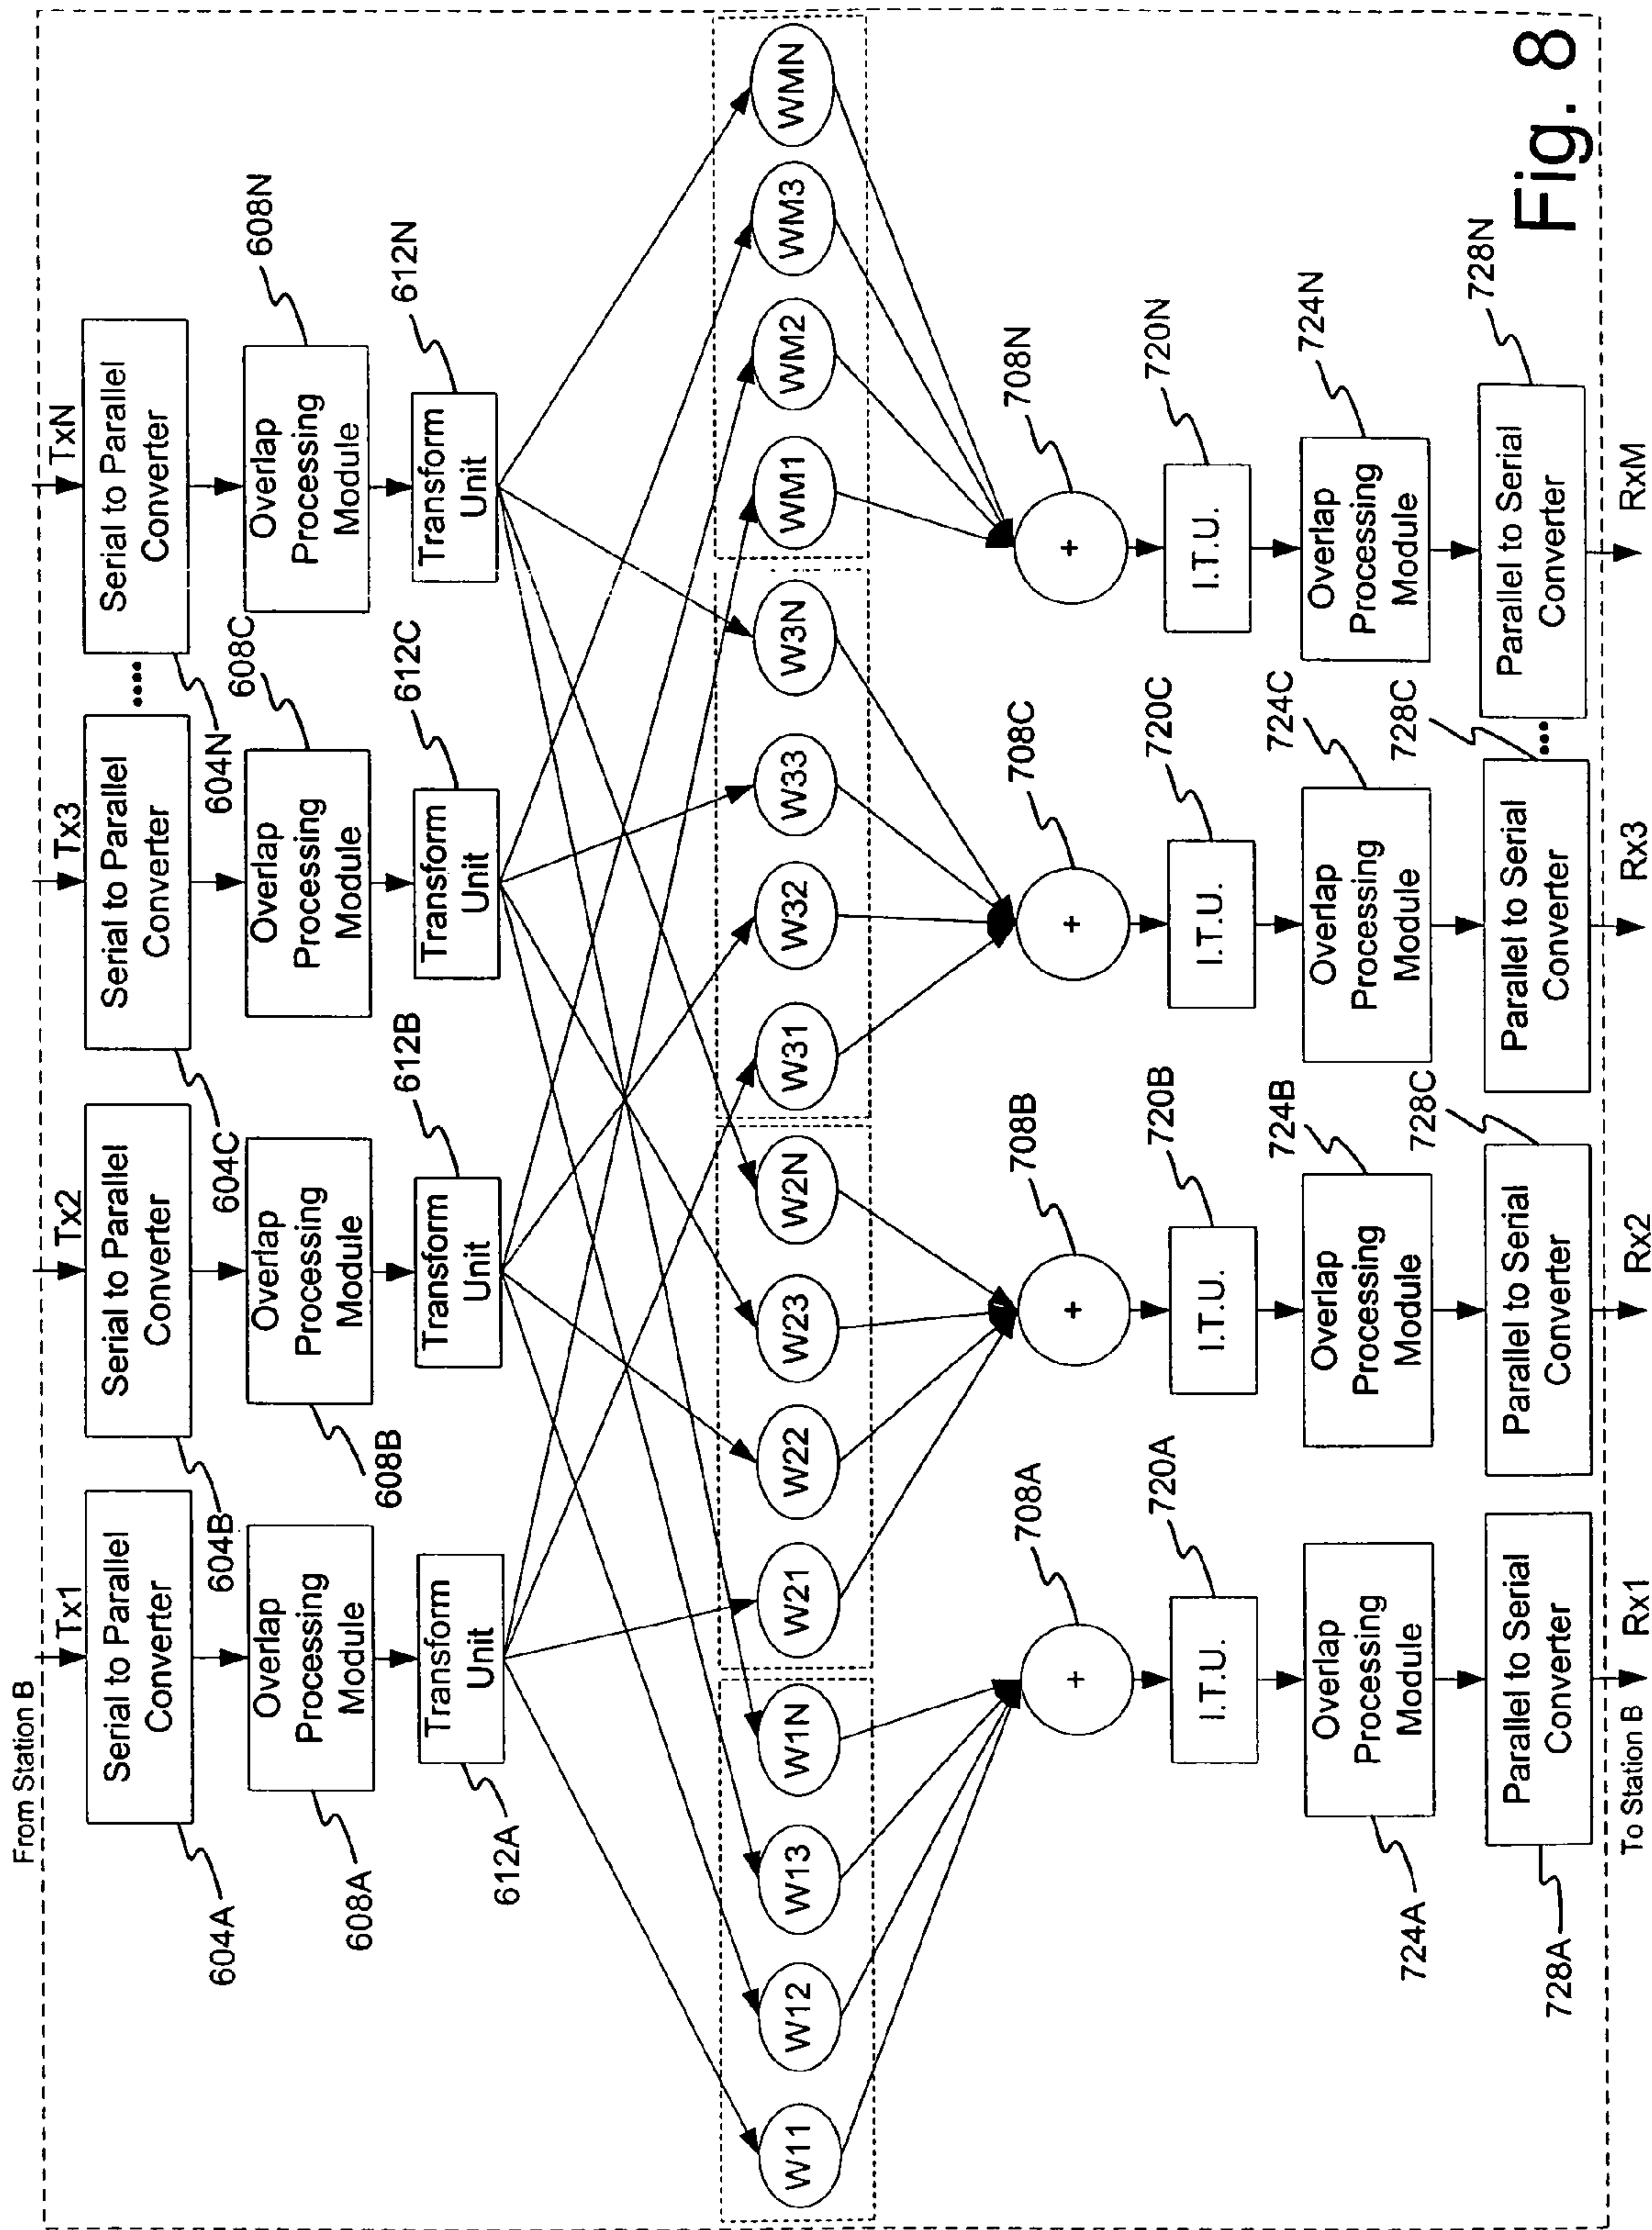 From Station B
Tx1
Tx2
Tx3
TxN
Serial to Parallel
Converter
Serial to Parallel
Converter
Serial to Parallel
Converter
....
Serial to Parallel
Converter
604A
604B
604C
604N
Overlap
Processing
Module
Overlap
Processing
Module
Overlap
Processing
Module
Overlap
Processing
Module
608A
608B
608C
608N
Transform
Unit
Transform
Unit
Transform
Unit
Transform
Unit
612A
612B
612C
612N
W11
W12
W13
W1N
W21
W22
W23
W2N
W31
W32
W33
W3N
WM1
WM2
WM3
WMN
+
+
+
+
708A
708B
708C
708N
I.T.U.
I.T.U.
I.T.U.
I.T.U.
720A
720B
720C
720N
Overlap
Processing
Module
Overlap
Processing
Module
Overlap
Processing
Module
Overlap
Processing
Module
724A
724B
724C
724N
Parallel to Serial
Converter
Parallel to Serial
Converter
Parallel to Serial
Converter
...
Parallel to Serial
Converter
728A
728C
728C
728N
To Station B
Rx1
Rx2
Rx3
RxM
Fig. 8